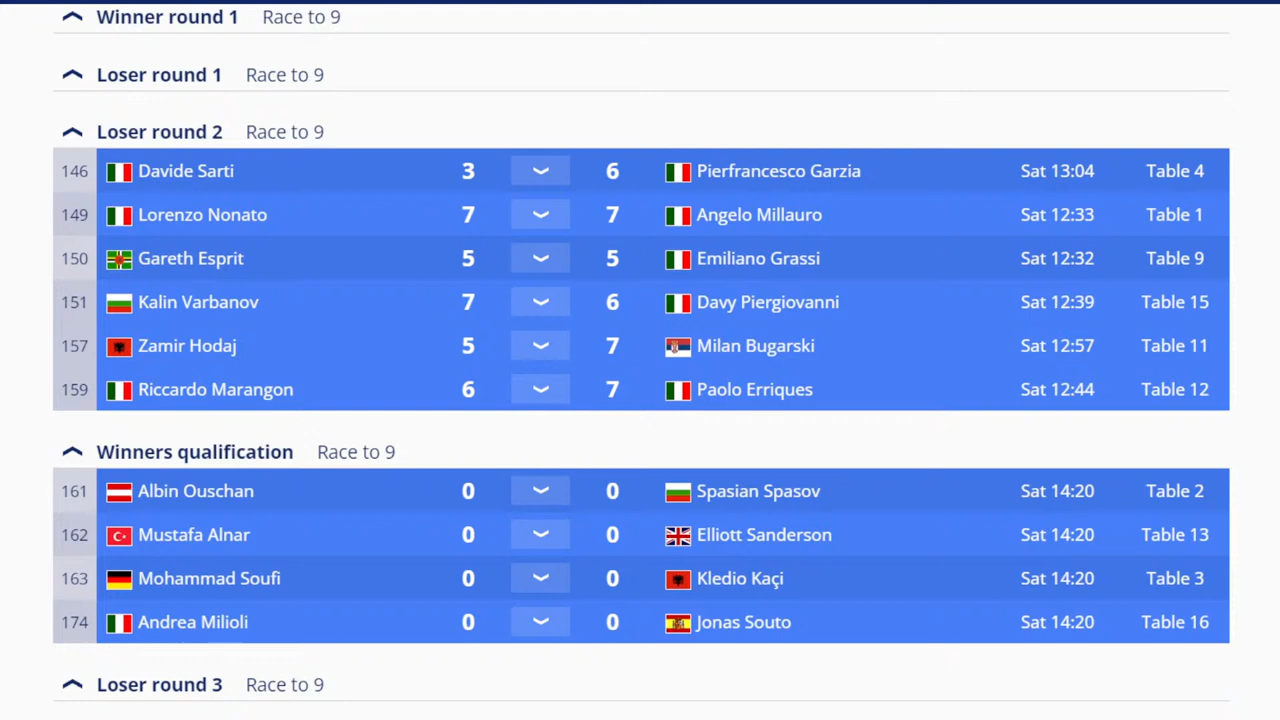 Winner round 1 Race to 9
Loser round 1 Race to 9
Loser round 2 Race to 9
146 Davide Sarti 3 6 Pierfrancesco Garzia Sat 13:04 Table 4
149 Lorenzo Nonato 7 7 Angelo Millauro Sat 12:33 Table 1
150 Gareth Esprit 5 5 Emiliano Grassi Sat 12:32 Table 9
151 Kalin Varbanov 7 6 Davy Piergiovanni Sat 12:39 Table 15
157 Zamir Hodaj 5 7 Milan Bugarski Sat 12:57 Table 11
159 Riccardo Marangon 6 7 Paolo Erriques Sat 12:44 Table 12
Winners qualification Race to 9
161 Albin Ouschan 0 0 Spasian Spasov Sat 14:20 Table 2
162 Mustafa Alnar 0 0 Elliott Sanderson Sat 14:20 Table 13
163 Mohammad Soufi 0 0 Kledio Kaçi Sat 14:20 Table 3
174 Andrea Milioli 0 0 Jonas Souto Sat 14:20 Table 16
Loser round 3 Race to 9